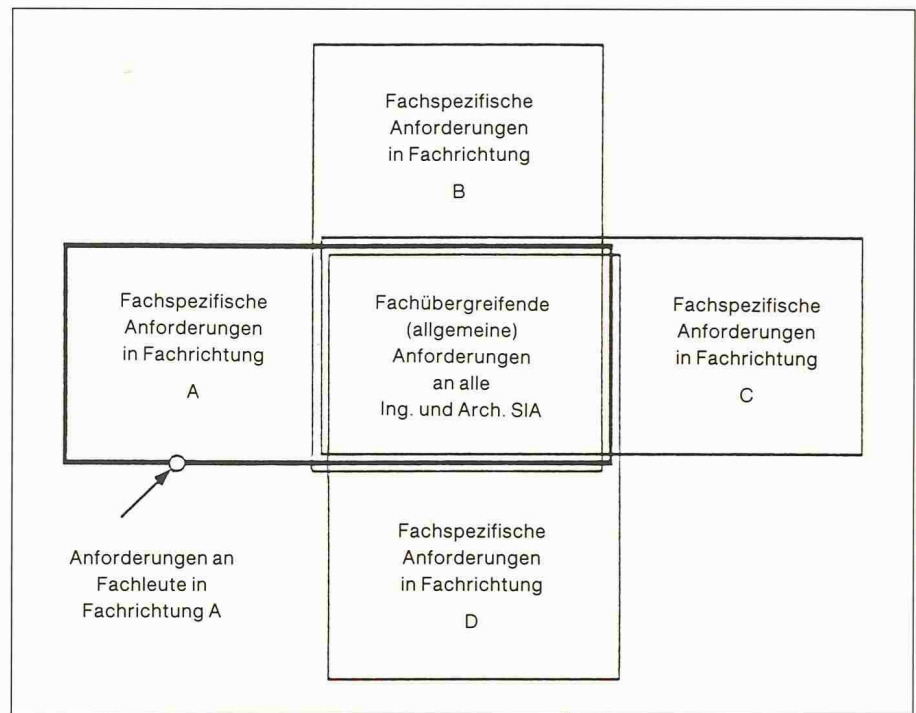 Fachspezifische
Anforderungen
in Fachrichtung
B
Fachspezifische
Anforderungen
in Fachrichtung
A
Fachübergreifende
(allgemeine)
Anforderungen
an alle
Ing. und Arch. SIA
Fachspezifische
Anforderungen
in Fachrichtung
C
Anforderungen an
Fachleute in
Fachrichtung A
Fachspezifische
Anforderungen
in Fachrichtung
D